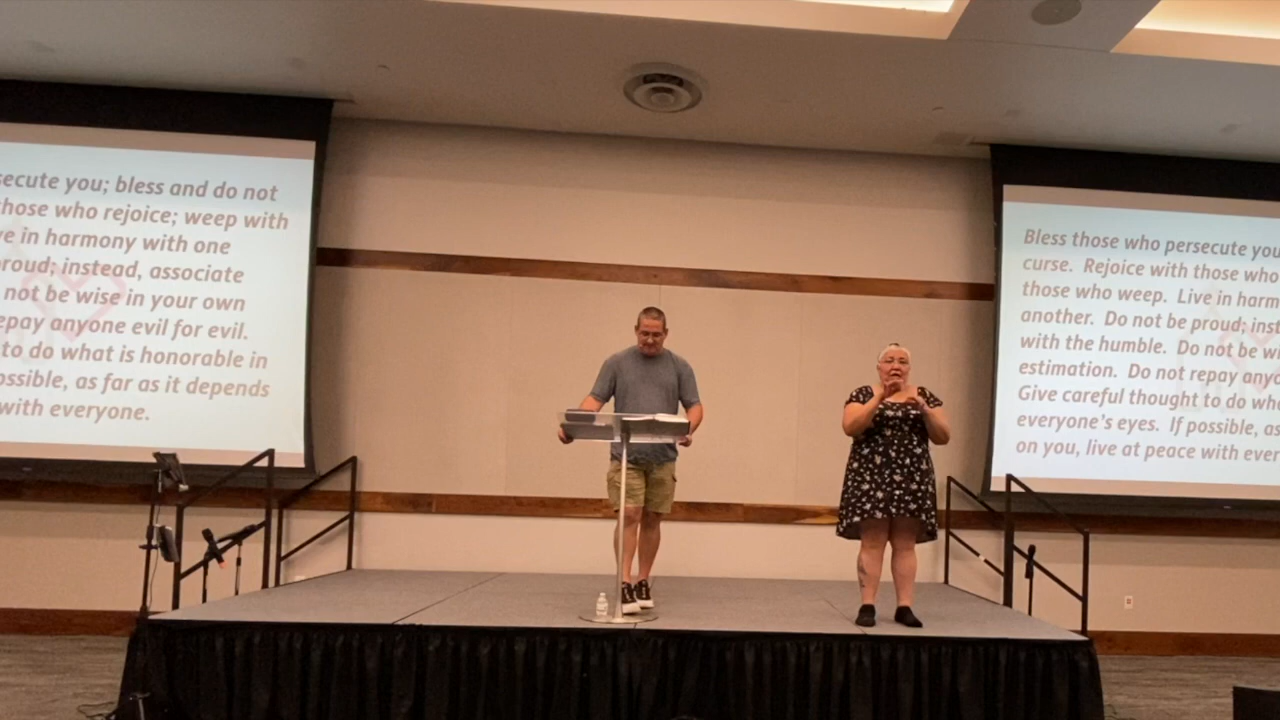 secute you; bless and do not
those who rejoice; weep with
ve in harmony with one
proud; instead, associate
not be wise in your own
epay anyone evil for evil.
to do what is honorable in
ossible, as far as it depends
with everyone.
Bless those who persecute you
curse. Rejoice with those who
those who weep. Live in harm
another. Do not be proud; inst
with the humble. Do not be wi
estimation. Do not repay anyo
Give careful thought to do wha
everyone's eyes. If possible, as
on you, live at peace with ever